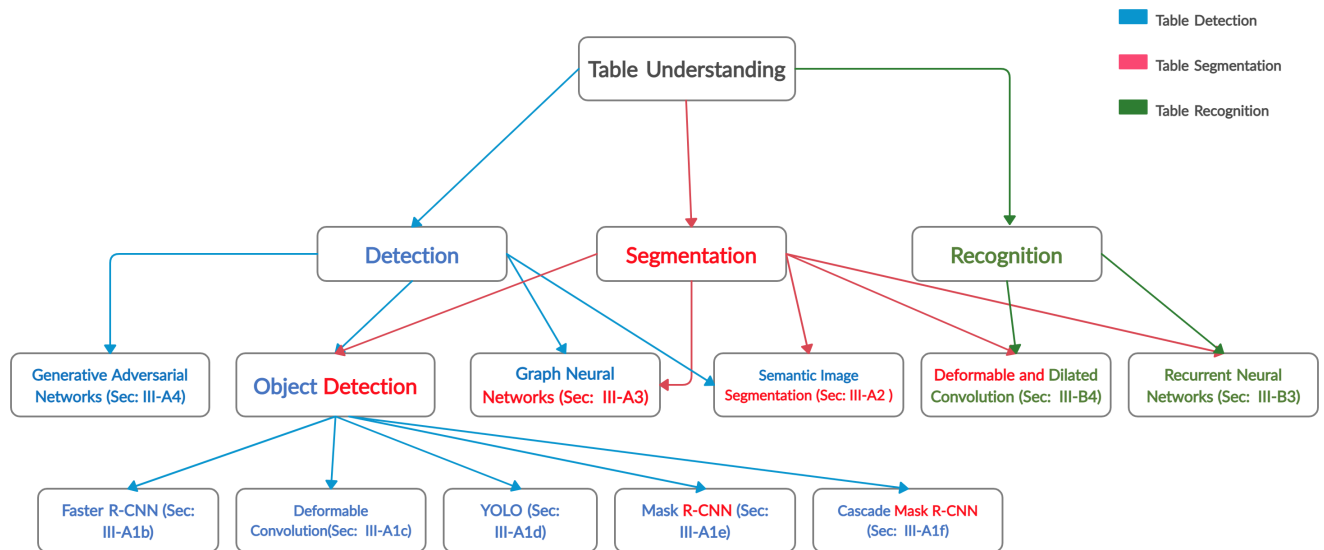 Table Detection
Table Understanding
Table Segmentation
Table Recognition
Detection
Segmentation
Recognition
Generative Adversarial
Networks (Sec: III-A4)
Object Detection
Graph Neural
Networks (Sec: III-A3)
Semantic Image
Segmentation (Sec: III-A2 )
Deformable and Dilated
Convolution (Sec: III-B4)
Recurrent Neural
Networks (Sec: III-B3)
Faster R-CNN (Sec:
III-A1b)
Deformable
Convolution(Sec: III-A1c)
YOLO (Sec:
III-A1d)
Mask R-CNN (Sec:
III-A1e)
Cascade Mask R-CNN
(Sec: III-A1f)